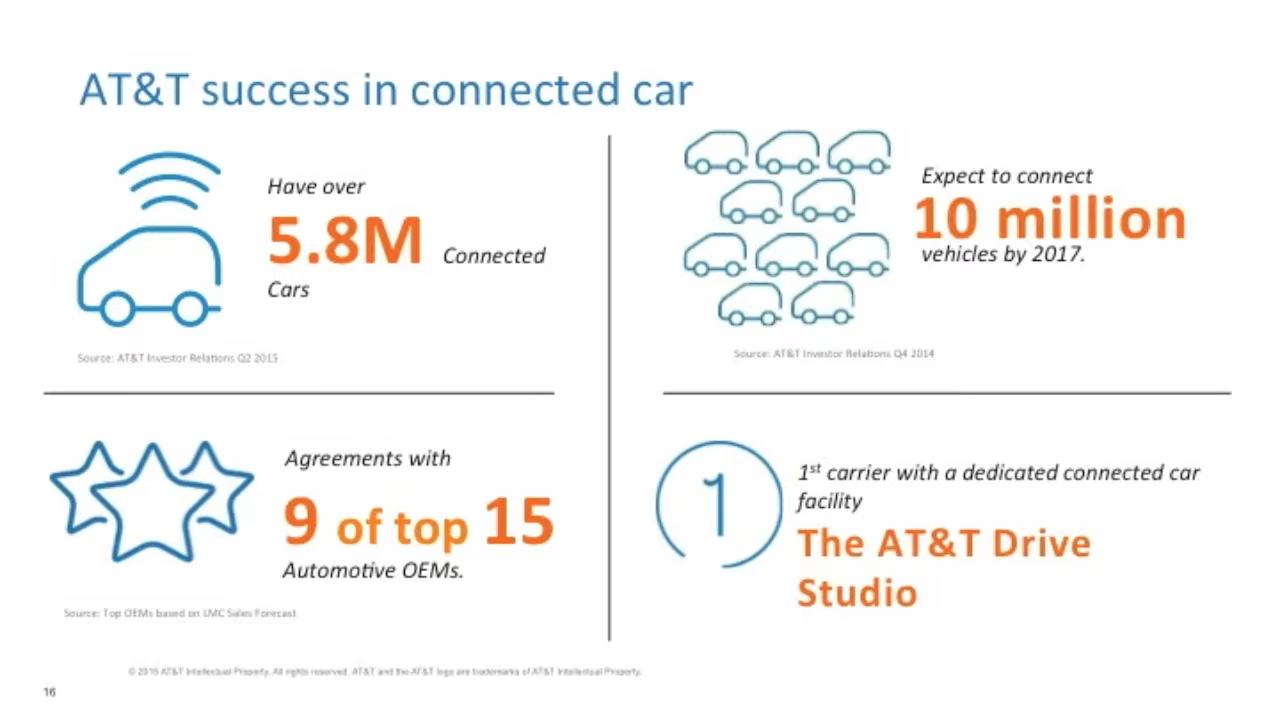 AT&T success in connected car
Have over
5.8M Connected
Cars
Source: AT&T Investor Relations Q2 2015
Expect to connect
10 million
vehicles by 2017.
Source: AT&T Investor Relations Q4 2014
Agreements with
9 of top 15
Automotive OEMs.
Source: Top OEMs based on LMC Sales Forecast
1
1st carrier with a dedicated connected car
facility
The AT&T Drive
Studio
© 2015 AT&T Intellectual Property. All rights reserved. AT&T and the AT&T logo are trademarks of AT&T Intellectual Property.
16